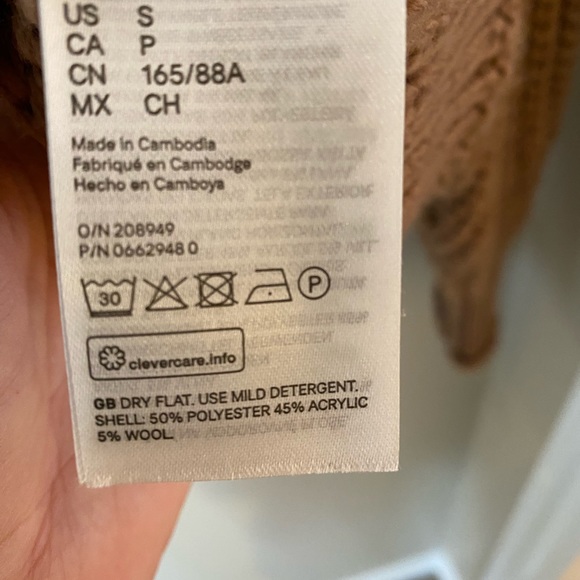 US S
CA P
CN 165/88A
MX CH
Made in Cambodia
Fabriqué en Cambodge
Hecho en Camboya
O/N 208949
P/N 0662948 0
30 P
clevercare.info
GB DRY FLAT. USE MILD DETERGENT.
SHELL: 50% POLYESTER 45% ACRYLIC
5% WOOL